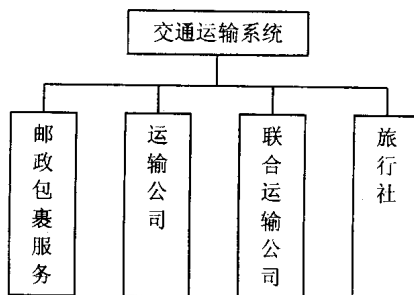 交通运输系统
邮政包裹服务
运输公司
联合运输公司
旅行社